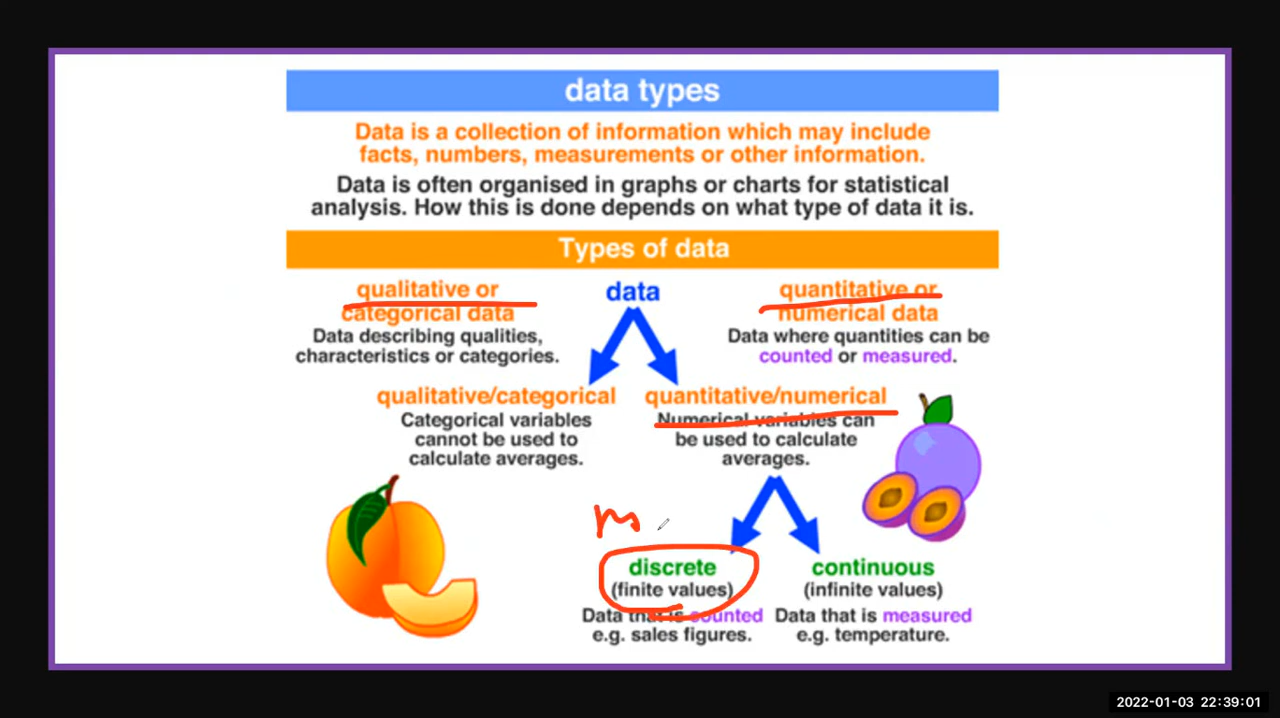 data types
Data is a collection of information which may include
facts, numbers, measurements or other information.
Data is often organised in graphs or charts for statistical
analysis. How this is done depends on what type of data it is.
Types of data
qualitative or
categorical data
Data describing qualities,
characteristics or categories.
data
quantitative or
numerical data
Data where quantities can be
counted or measured.
qualitative/categorical
Categorical variables
cannot be used to
calculate averages.
quantitative/numerical
Numerical variables can
be used to calculate
averages.
m
discrete
(finite values)
Data that is counted
e.g. sales figures.
continuous
(infinite values)
Data that is measured
e.g. temperature.
2022-01-03 22:39:01